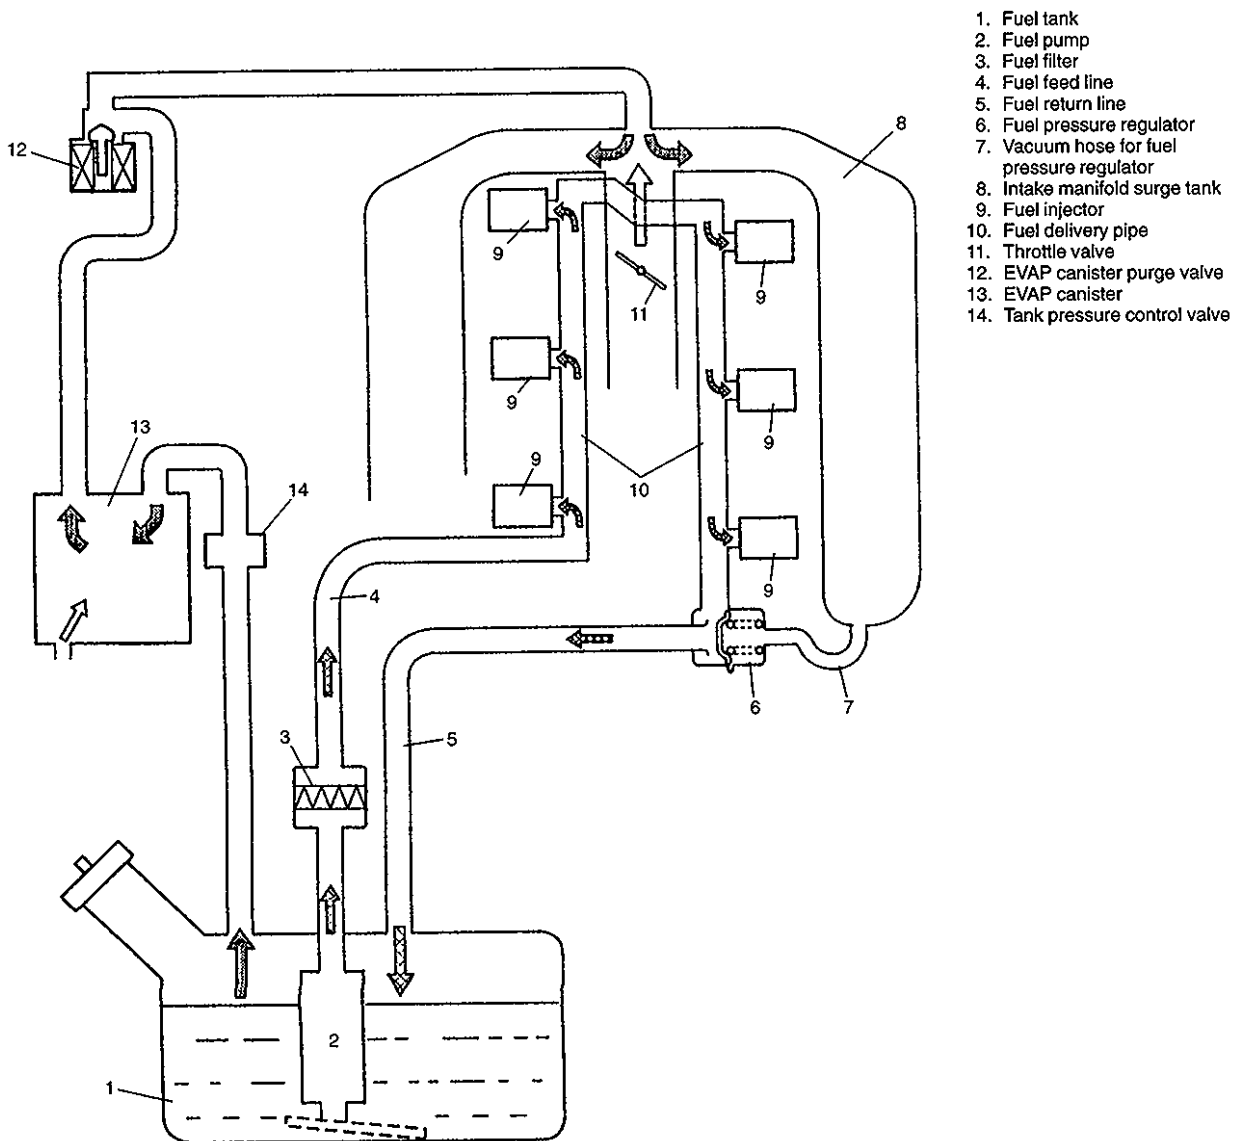 1. Fuel tank
2. Fuel pump
3. Fuel filter
4. Fuel feed line
5. Fuel return line
6. Fuel pressure regulator
7. Vacuum hose for fuel
pressure regulator
8. Intake manifold surge tank
9. Fuel injector
10. Fuel delivery pipe
11. Throttle valve
12. EVAP canister purge valve
13. EVAP canister
14. Tank pressure control valve
8
12
9
9
11
9
9
13
9
9
10
14
9
4
6
7
5
3
2
1